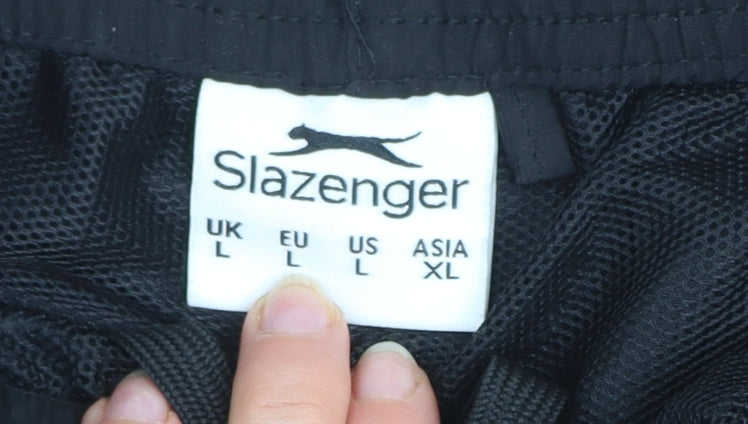 Slazenger
UK EU US ASIA
L L L XL